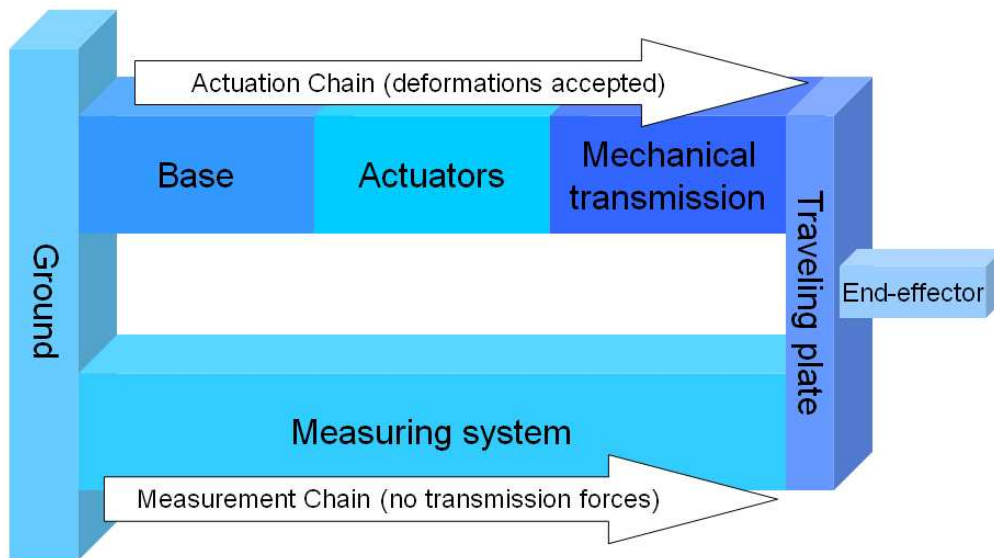 Actuation Chain (deformations accepted)
Base
Actuators
Mechanical
transmission
Ground
Traveling plate
End-effector
Measuring system
Measurement Chain (no transmission forces)